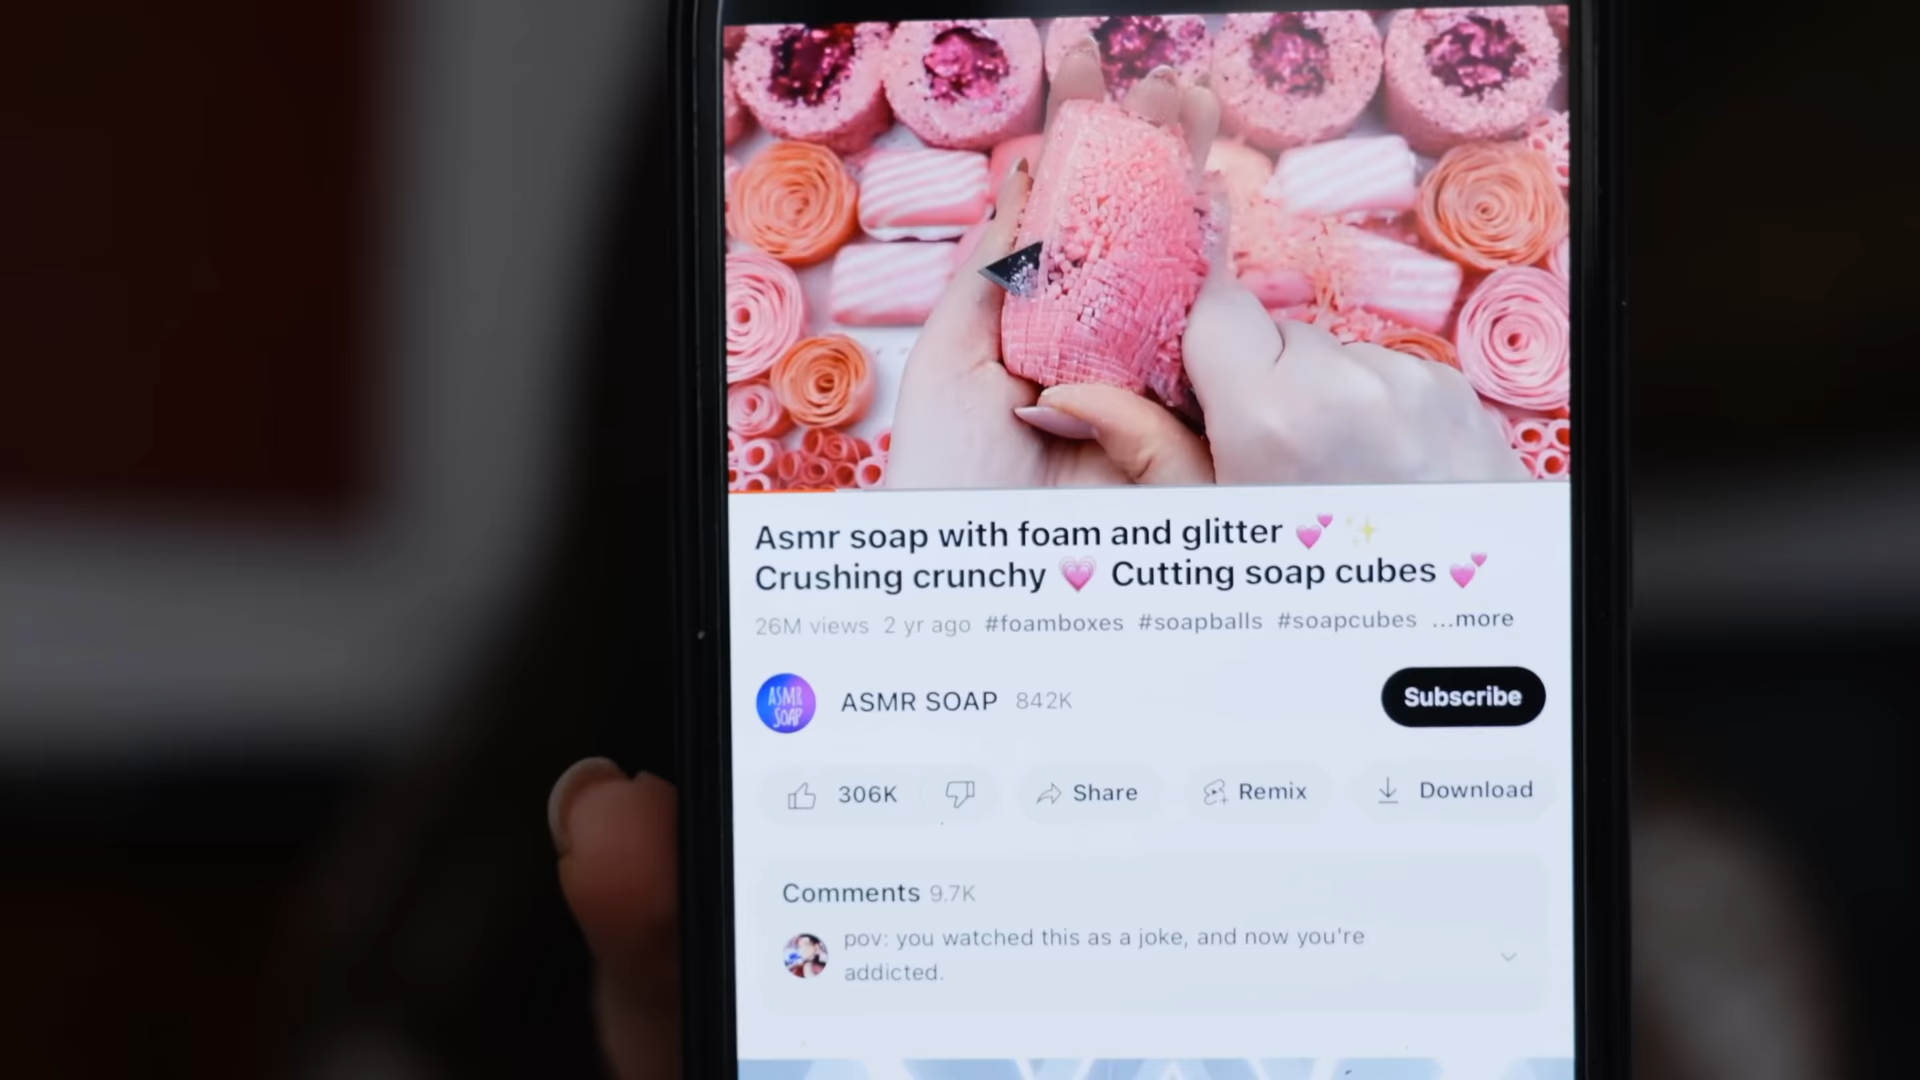 Asmr soap with foam and glitter 💕 ✨
Crushing crunchy 💗 Cutting soap cubes 💕
26M views 2 yr ago #foamboxes #soapballs #soapcubes ...more
ASMR SOAP
ASMR SOAP 842K
Subscribe
306K Share Remix Download
Comments 9.7K
pov: you watched this as a joke, and now you're
addicted.